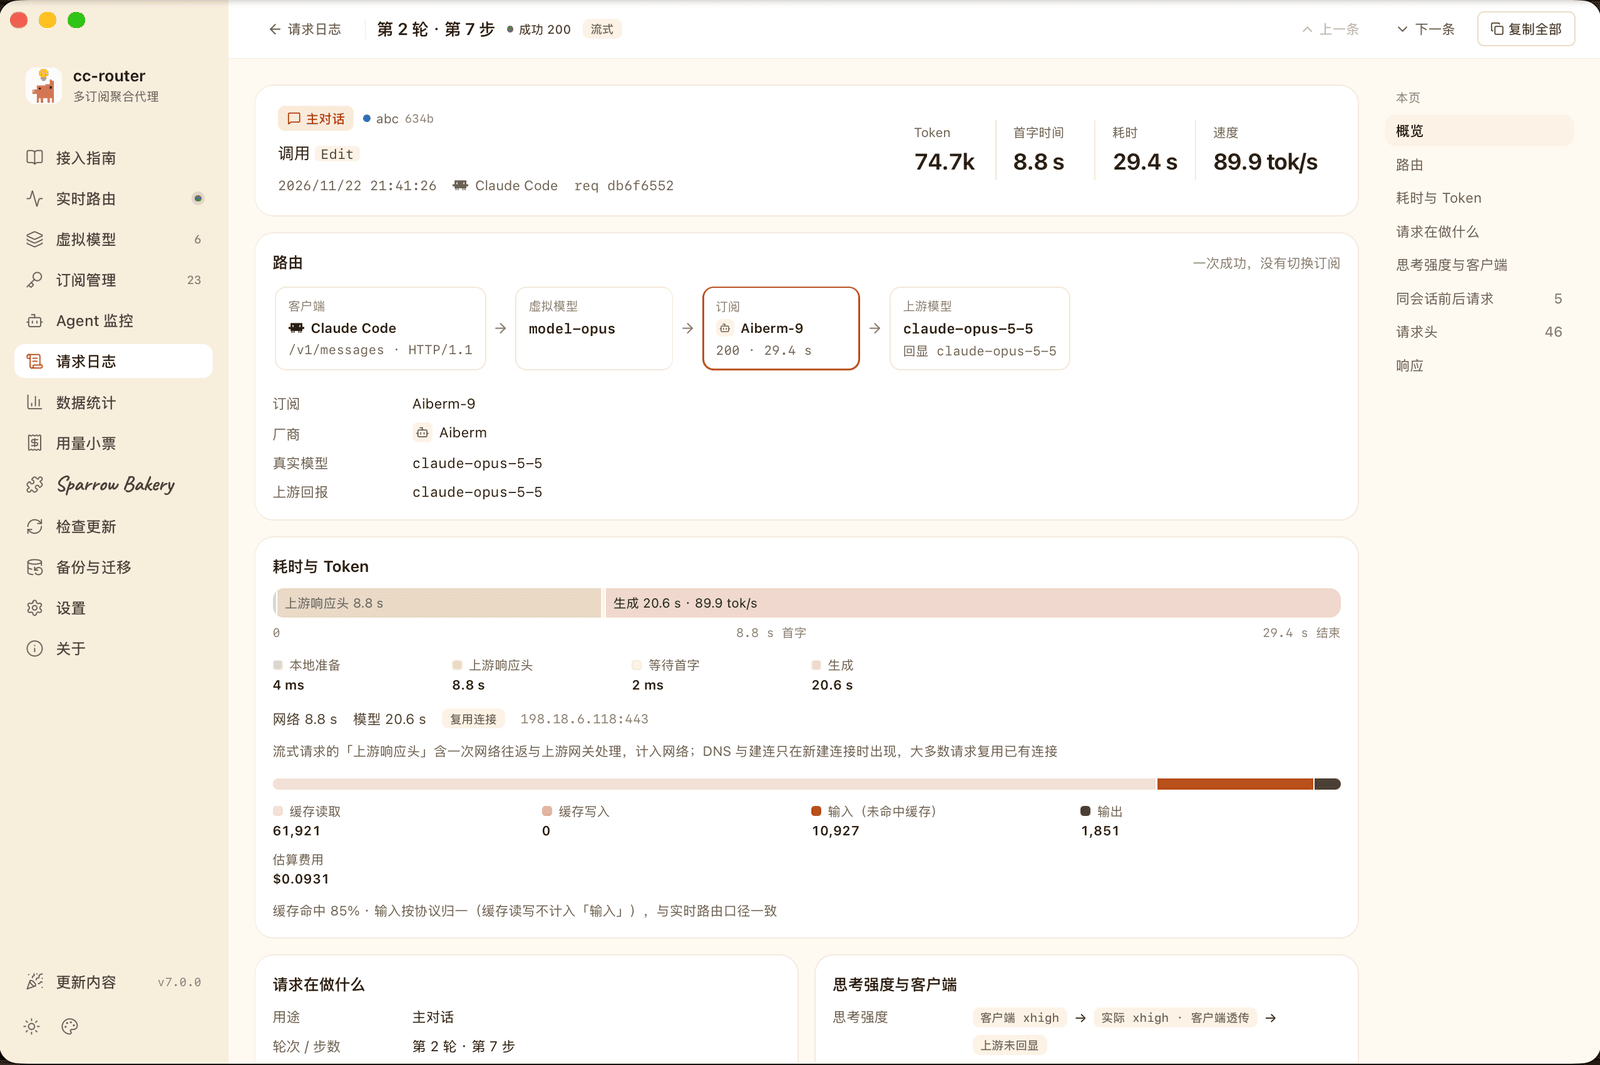 cc-router
多订阅聚合代理
接入指南
实时路由
虚拟模型 6
订阅管理 23
Agent 监控
请求日志
数据统计
用量小票
Sparrow Bakery
检查更新
备份与迁移
设置
关于
更新内容 v7.0.0
请求日志 第 2 轮 · 第 7 步 成功 200 流式
上一条 下一条 复制全部
主对话 abc 634b
调用 Edit
2026/11/22 21:41:26 Claude Code req db6f6552
Token 首字时间 耗时 速度
74.7k 8.8 s 29.4 s 89.9 tok/s
路由 一次成功，没有切换订阅
客户端
Claude Code
/v1/messages · HTTP/1.1
虚拟模型
model-opus
订阅
Aiberm-9
200 · 29.4 s
上游模型
claude-opus-5-5
回显 claude-opus-5-5
订阅 Aiberm-9
厂商 Aiberm
真实模型 claude-opus-5-5
上游回报 claude-opus-5-5
耗时与 Token
上游响应头 8.8 s 生成 20.6 s · 89.9 tok/s
0 8.8 s 首字 29.4 s 结束
本地准备 上游响应头 等待首字 生成
4 ms 8.8 s 2 ms 20.6 s
网络 8.8 s 模型 20.6 s 复用连接 198.18.6.118:443
流式请求的「上游响应头」含一次网络往返与上游网关处理，计入网络；DNS 与建连只在新建连接时出现，大多数请求复用已有连接
缓存读取 缓存写入 输入（未命中缓存） 输出
61,921 0 10,927 1,851
估算费用
$0.0931
缓存命中 85% · 输入按协议归一（缓存读写不计入「输入」），与实时路由口径一致
请求在做什么
用途 主对话
轮次 / 步数 第 2 轮 · 第 7 步
思考强度与客户端
思考强度 客户端 xhigh → 实际 xhigh · 客户端透传 →
上游未回显
本页
概览
路由
耗时与 Token
请求在做什么
思考强度与客户端
同会话前后请求 5
请求头 46
响应